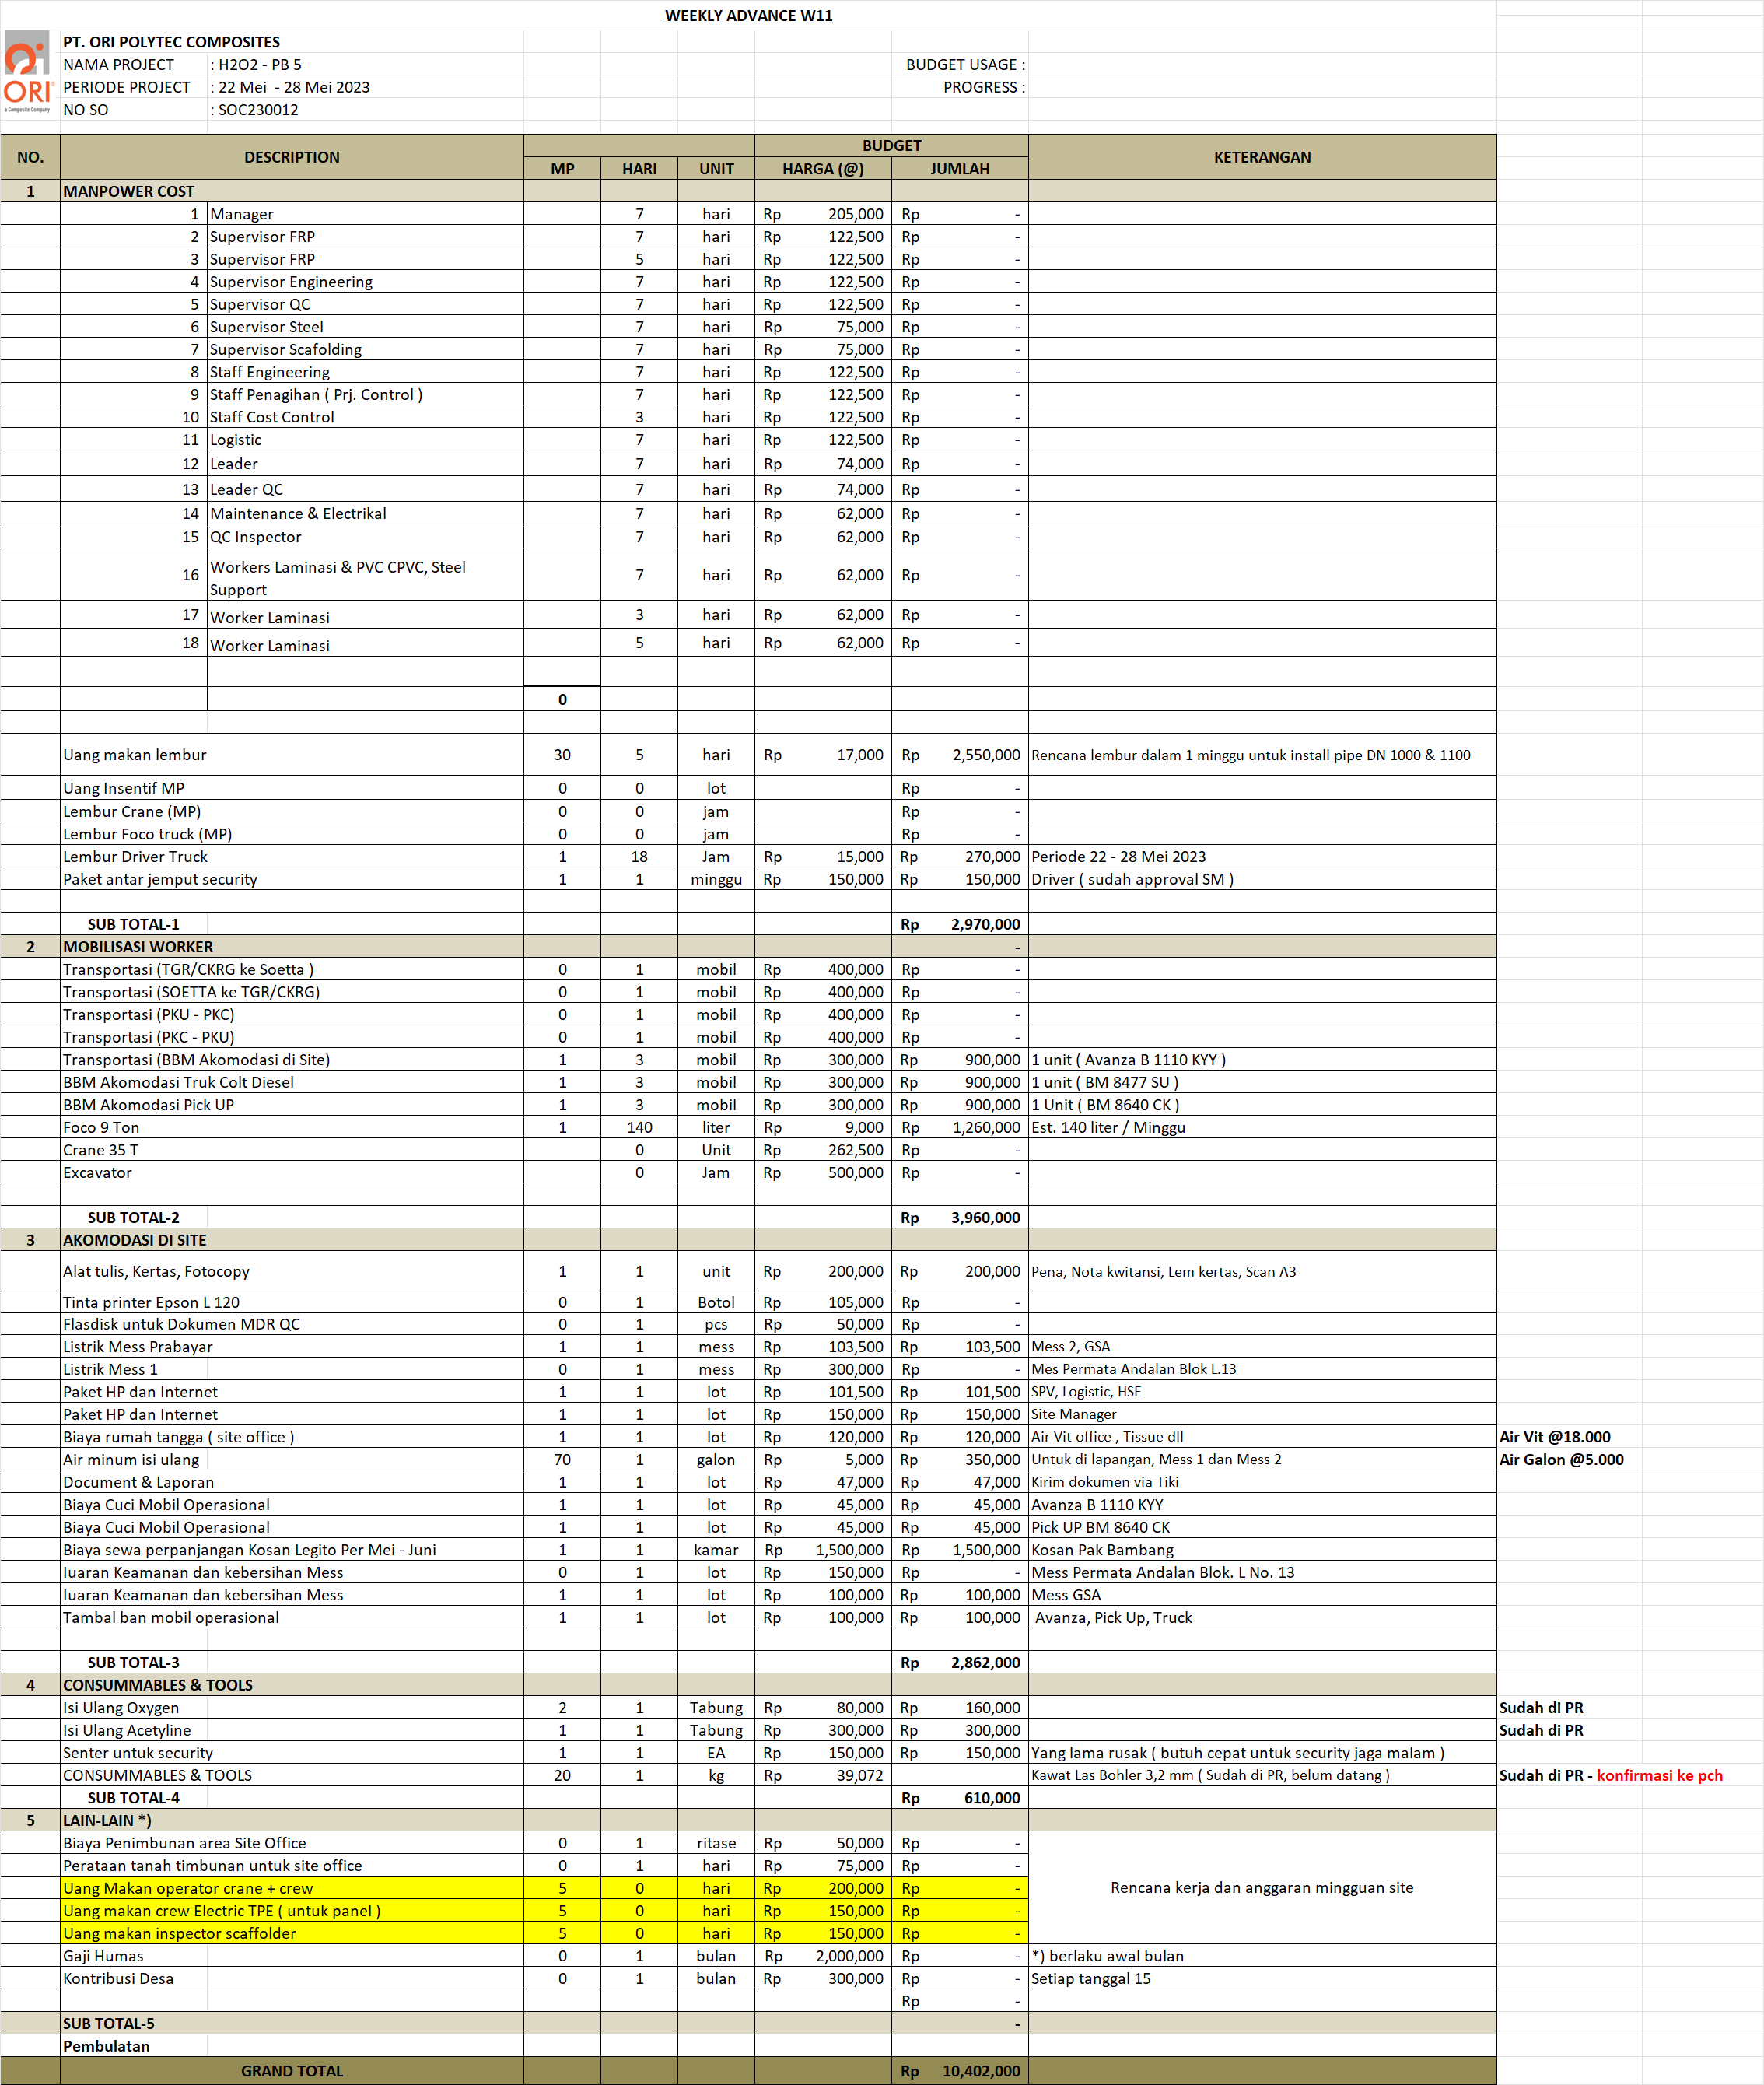 WEEKLY ADVANCE W11
ORI
a Composite Company
PT. ORI POLYTEC COMPOSITES
NAMA PROJECT : H2O2 - PB 5 BUDGET USAGE :
PERIODE PROJECT : 22 Mei - 28 Mei 2023 PROGRESS :
NO SO : SOC230012
NO. DESCRIPTION BUDGET KETERANGAN
MP HARI UNIT HARGA (@) JUMLAH
1 MANPOWER COST
1 Manager 7 hari Rp 205,000 Rp -
2 Supervisor FRP 7 hari Rp 122,500 Rp -
3 Supervisor FRP 5 hari Rp 122,500 Rp -
4 Supervisor Engineering 7 hari Rp 122,500 Rp -
5 Supervisor QC 7 hari Rp 122,500 Rp -
6 Supervisor Steel 7 hari Rp 75,000 Rp -
7 Supervisor Scafolding 7 hari Rp 75,000 Rp -
8 Staff Engineering 7 hari Rp 122,500 Rp -
9 Staff Penagihan ( Prj. Control ) 7 hari Rp 122,500 Rp -
10 Staff Cost Control 3 hari Rp 122,500 Rp -
11 Logistic 7 hari Rp 122,500 Rp -
12 Leader 7 hari Rp 74,000 Rp -
13 Leader QC 7 hari Rp 74,000 Rp -
14 Maintenance & Electrikal 7 hari Rp 62,000 Rp -
15 QC Inspector 7 hari Rp 62,000 Rp -
16 Workers Laminasi & PVC CPVC, Steel Support 7 hari Rp 62,000 Rp -
17 Worker Laminasi 3 hari Rp 62,000 Rp -
18 Worker Laminasi 5 hari Rp 62,000 Rp -
0
Uang makan lembur 30 5 hari Rp 17,000 Rp 2,550,000 Rencana lembur dalam 1 minggu untuk install pipe DN 1000 & 1100
Uang Insentif MP 0 0 lot Rp -
Lembur Crane (MP) 0 0 jam Rp -
Lembur Foco truck (MP) 0 0 jam Rp -
Lembur Driver Truck 1 18 Jam Rp 15,000 Rp 270,000 Periode 22 - 28 Mei 2023
Paket antar jemput security 1 1 minggu Rp 150,000 Rp 150,000 Driver ( sudah approval SM )
SUB TOTAL-1 Rp 2,970,000
2 MOBILISASI WORKER -
Transportasi (TGR/CKRG ke Soetta ) 0 1 mobil Rp 400,000 Rp -
Transportasi (SOETTA ke TGR/CKRG) 0 1 mobil Rp 400,000 Rp -
Transportasi (PKU - PKC) 0 1 mobil Rp 400,000 Rp -
Transportasi (PKC - PKU) 0 1 mobil Rp 400,000 Rp -
Transportasi (BBM Akomodasi di Site) 1 3 mobil Rp 300,000 Rp 900,000 1 unit ( Avanza B 1110 KYY )
BBM Akomodasi Truk Colt Diesel 1 3 mobil Rp 300,000 Rp 900,000 1 unit ( BM 8477 SU )
BBM Akomodasi Pick UP 1 3 mobil Rp 300,000 Rp 900,000 1 Unit ( BM 8640 CK )
Foco 9 Ton 1 140 liter Rp 9,000 Rp 1,260,000 Est. 140 liter / Minggu
Crane 35 T 0 Unit Rp 262,500 Rp -
Excavator 0 Jam Rp 500,000 Rp -
SUB TOTAL-2 Rp 3,960,000
3 AKOMODASI DI SITE
Alat tulis, Kertas, Fotocopy 1 1 unit Rp 200,000 Rp 200,000 Pena, Nota kwitansi, Lem kertas, Scan A3
Tinta printer Epson L 120 0 1 Botol Rp 105,000 Rp -
Flasdisk untuk Dokumen MDR QC 0 1 pcs Rp 50,000 Rp -
Listrik Mess Prabayar 1 1 mess Rp 103,500 Rp 103,500 Mess 2, GSA
Listrik Mess 1 0 1 mess Rp 300,000 Rp - Mes Permata Andalan Blok L.13
Paket HP dan Internet 1 1 lot Rp 101,500 Rp 101,500 SPV, Logistic, HSE
Paket HP dan Internet 1 1 lot Rp 150,000 Rp 150,000 Site Manager
Biaya rumah tangga ( site office ) 1 1 lot Rp 120,000 Rp 120,000 Air Vit office , Tissue dll Air Vit @18.000
Air minum isi ulang 70 1 galon Rp 5,000 Rp 350,000 Untuk di lapangan, Mess 1 dan Mess 2 Air Galon @5.000
Document & Laporan 1 1 lot Rp 47,000 Rp 47,000 Kirim dokumen via Tiki
Biaya Cuci Mobil Operasional 1 1 lot Rp 45,000 Rp 45,000 Avanza B 1110 KYY
Biaya Cuci Mobil Operasional 1 1 lot Rp 45,000 Rp 45,000 Pick UP BM 8640 CK
Biaya sewa perpanjangan Kosan Legito Per Mei - Juni 1 1 kamar Rp 1,500,000 Rp 1,500,000 Kosan Pak Bambang
Iuaran Keamanan dan kebersihan Mess 0 1 lot Rp 150,000 Rp - Mess Permata Andalan Blok. L No. 13
Iuaran Keamanan dan kebersihan Mess 1 1 lot Rp 100,000 Rp 100,000 Mess GSA
Tambal ban mobil operasional 1 1 lot Rp 100,000 Rp 100,000 Avanza, Pick Up, Truck
SUB TOTAL-3 Rp 2,862,000
4 CONSUMMABLES & TOOLS
Isi Ulang Oxygen 2 1 Tabung Rp 80,000 Rp 160,000 Sudah di PR
Isi Ulang Acetyline 1 1 Tabung Rp 300,000 Rp 300,000 Sudah di PR
Senter untuk security 1 1 EA Rp 150,000 Rp 150,000 Yang lama rusak ( butuh cepat untuk security jaga malam )
CONSUMMABLES & TOOLS 20 1 kg Rp 39,072 Kawat Las Bohler 3,2 mm ( Sudah di PR, belum datang ) Sudah di PR - konfirmasi ke pch
SUB TOTAL-4 Rp 610,000
5 LAIN-LAIN *)
Biaya Penimbunan area Site Office 0 1 ritase Rp 50,000 Rp -
Perataan tanah timbunan untuk site office 0 1 hari Rp 75,000 Rp -
Uang Makan operator crane + crew 5 0 hari Rp 200,000 Rp - Rencana kerja dan anggaran mingguan site
Uang makan crew Electric TPE ( untuk panel ) 5 0 hari Rp 150,000 Rp -
Uang makan inspector scaffolder 5 0 hari Rp 150,000 Rp -
Gaji Humas 0 1 bulan Rp 2,000,000 Rp - *) berlaku awal bulan
Kontribusi Desa 0 1 bulan Rp 300,000 Rp - Setiap tanggal 15
Rp -
SUB TOTAL-5 -
Pembulatan
GRAND TOTAL Rp 10,402,000